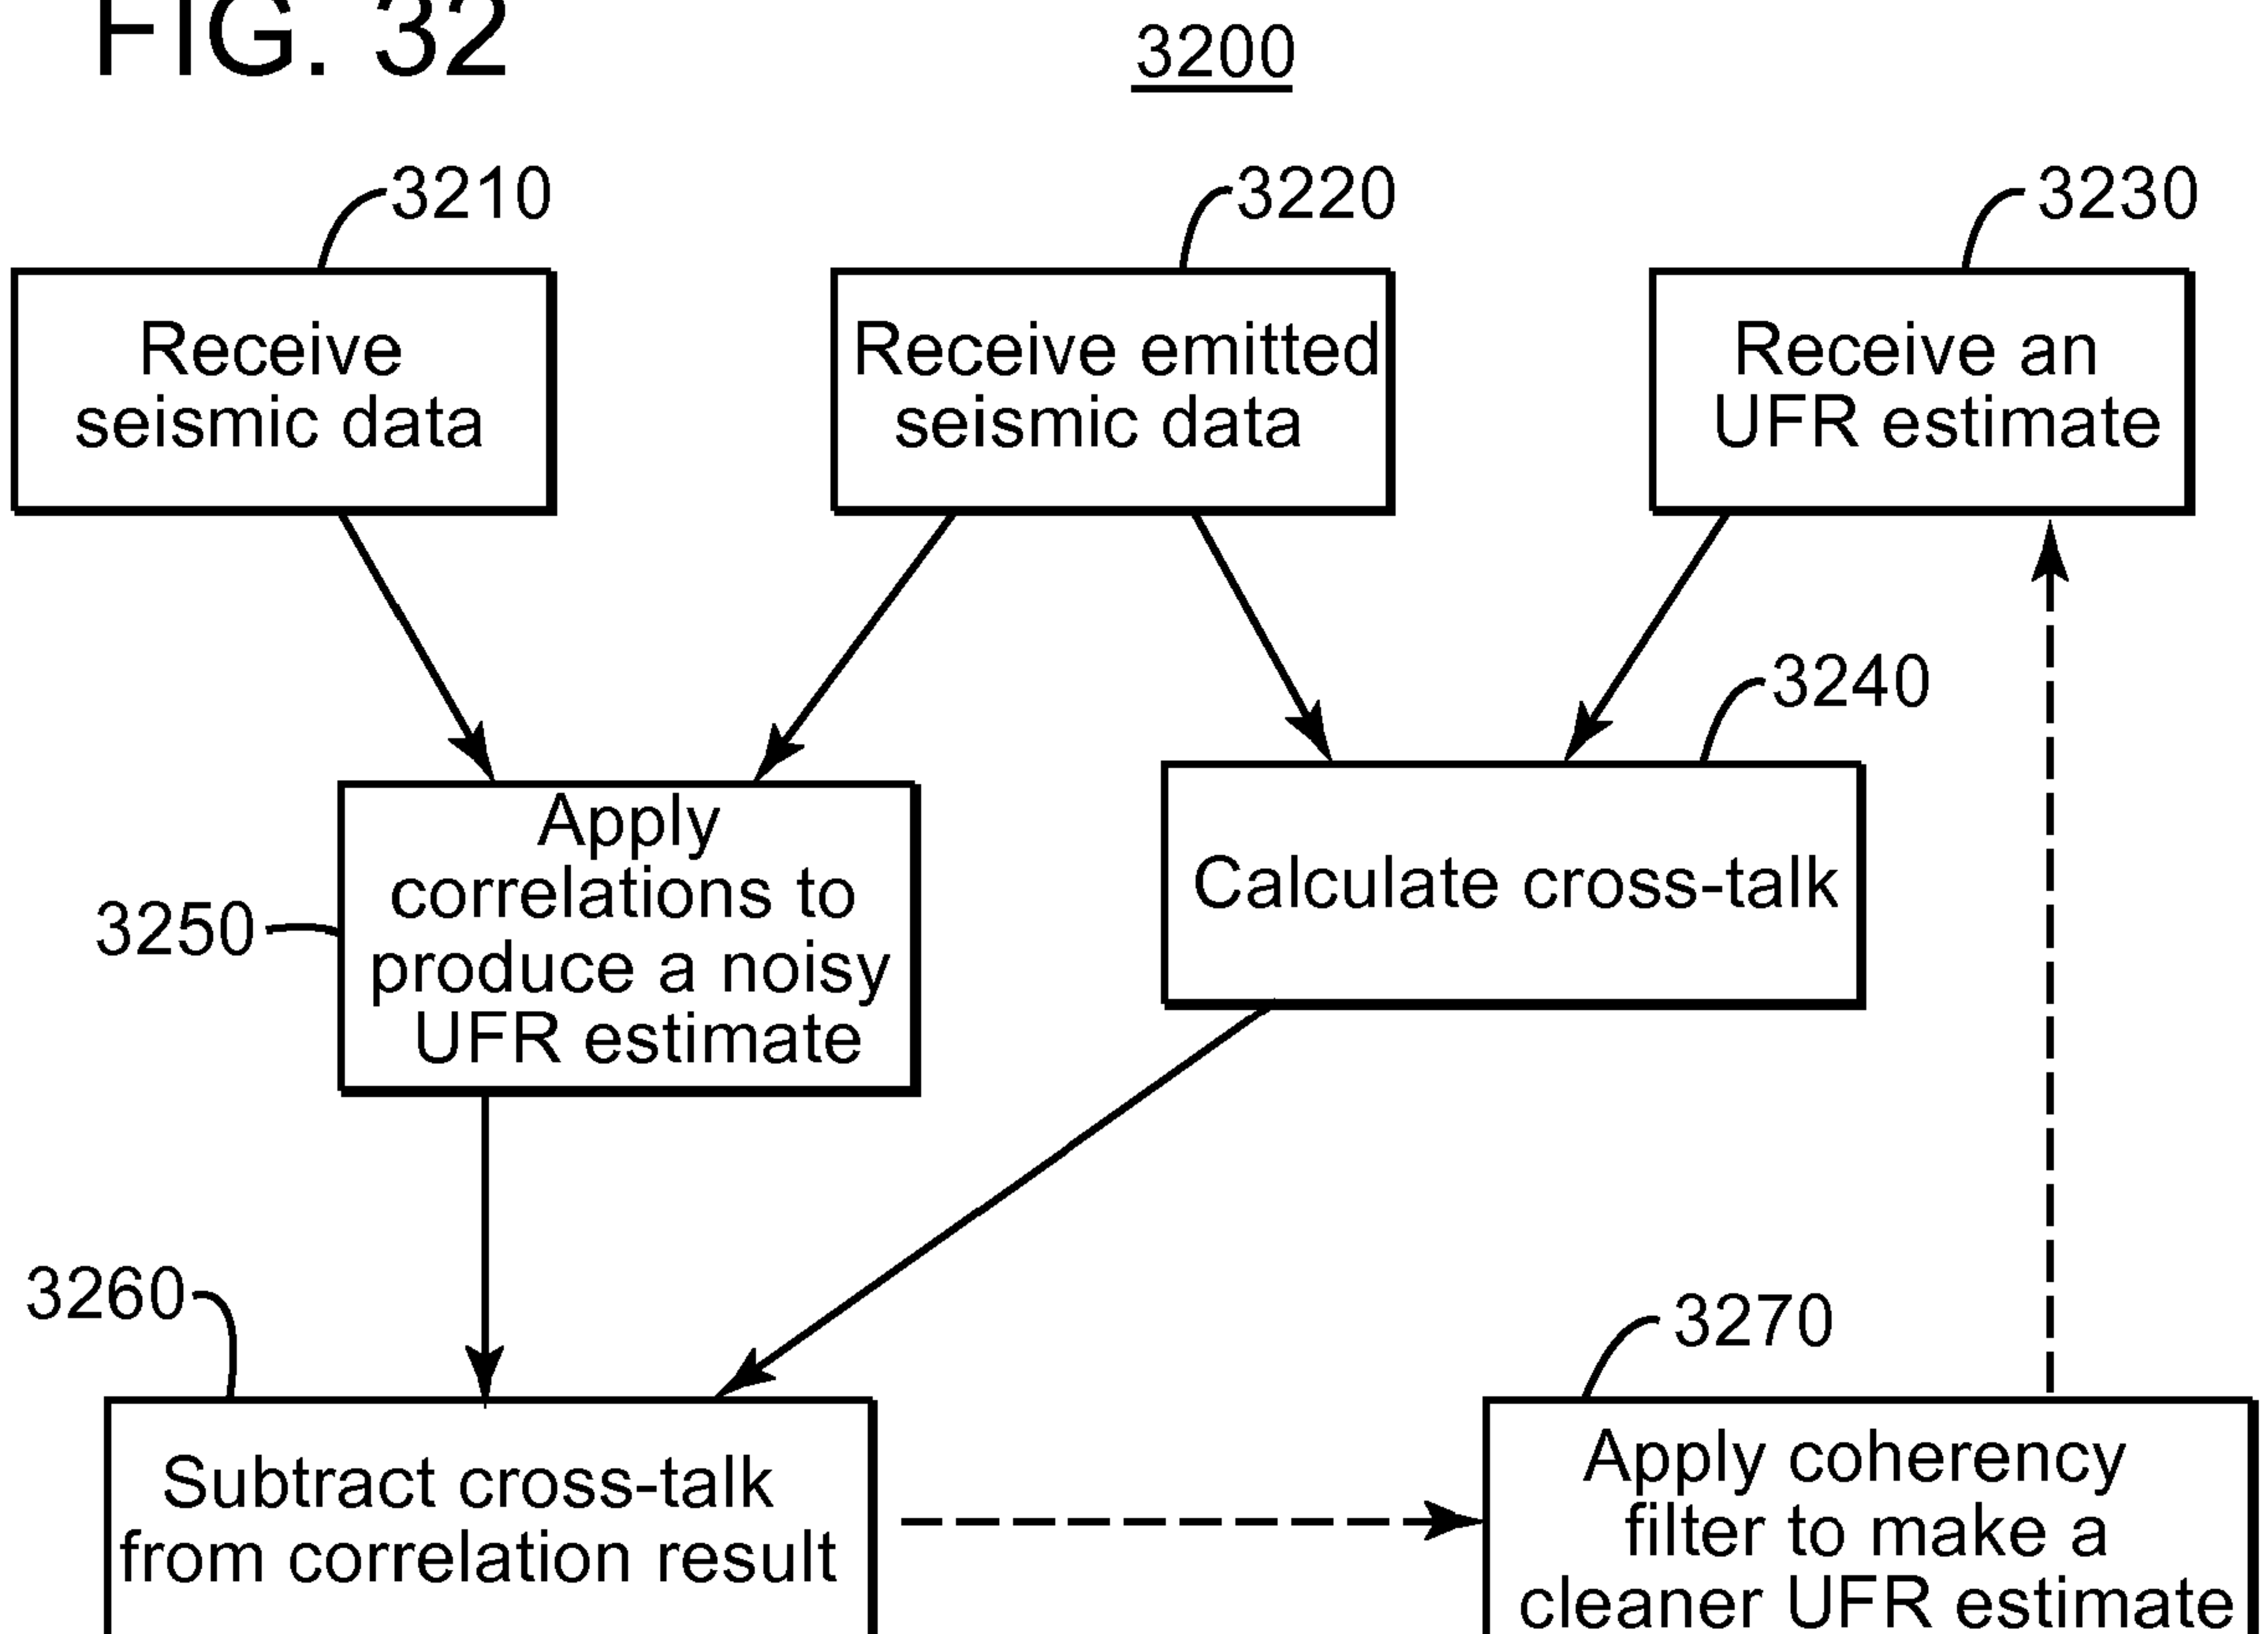 FIG. 32
3200
3210
3220
3230
Receive
seismic data
Receive emitted
seismic data
Receive an
UFR estimate
3240
Apply
correlations to
produce a noisy
UFR estimate
Calculate cross-talk
3250
3260
3270
Subtract cross-talk
from correlation result
Apply coherency
filter to make a
cleaner UFR estimate